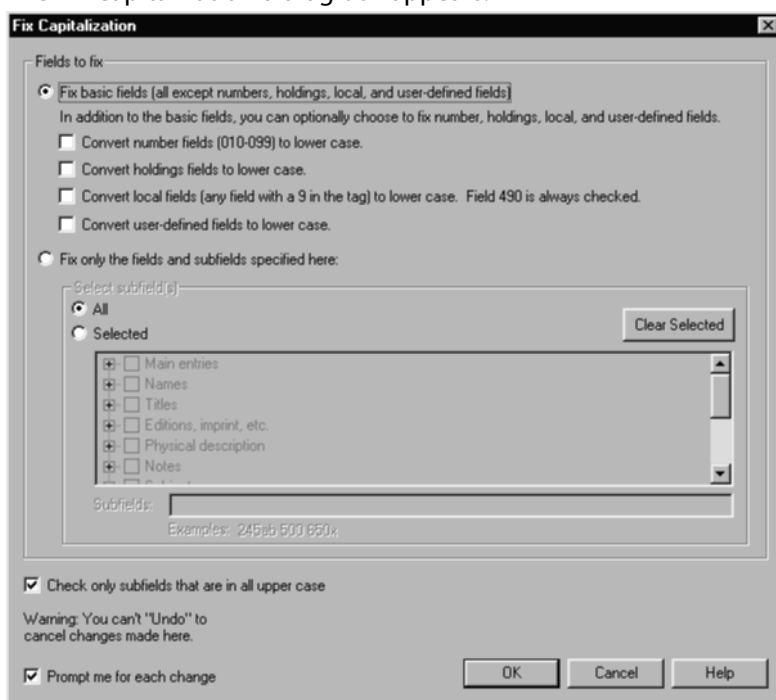 Fix Capitalization
Fields to fix
Fix basic fields (all except numbers, holdings, local, and user-defined fields)
In addition to the basic fields, you can optionally choose to fix number, holdings, local, and user-defined fields.
Convert number fields (010-099) to lower case.
Convert holdings fields to lower case.
Convert local fields (any field with a 9 in the tag) to lower case. Field 490 is always checked.
Convert user-defined fields to lower case.
Fix only the fields and subfields specified here:
Select subfield(s)
All
Selected
Clear Selected
Main entries
Names
Titles
Editions, imprint, etc.
Physical description
Notes
Subfields:
Examples: 245ab 500 650x
Check only subfields that are in all upper case
Warning: You can't "Undo" to
cancel changes made here.
Prompt me for each change
OK Cancel Help